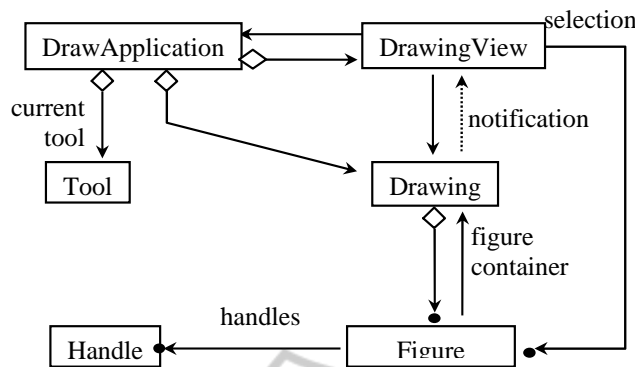 selection
DrawApplication
DrawingView
current
tool
notification
Tool
Drawing
figure
container
handles
Handle
Figure